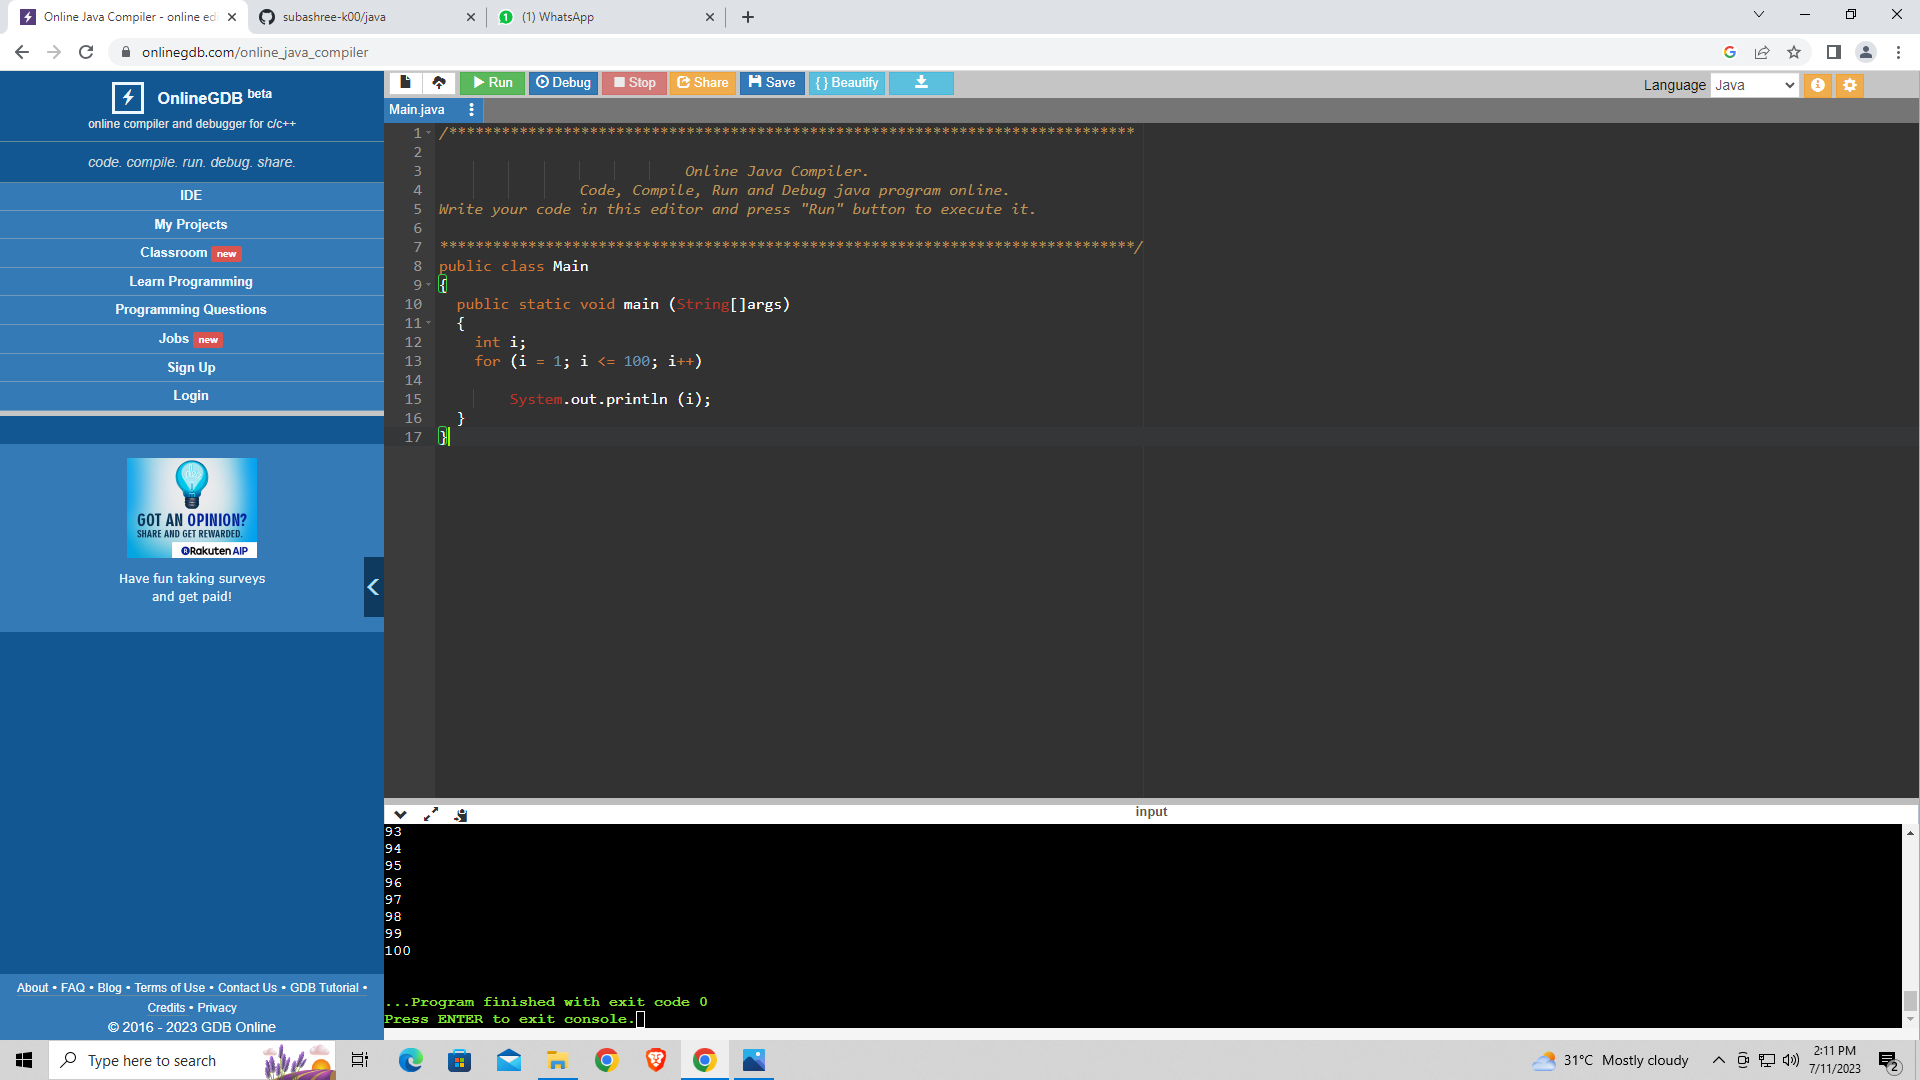 Online Java Compiler - online edi
subashree-k00/java
(1) WhatsApp
onlinegdb.com/online_java_compiler
OnlineGDB beta
online compiler and debugger for c/c++
code. compile. run. debug. share.
IDE
My Projects
Classroom new
Learn Programming
Programming Questions
Jobs new
Sign Up
Login
GOT AN OPINION?
SHARE AND GET REWARDED.
Rakuten AIP
Have fun taking surveys
and get paid!
About • FAQ • Blog • Terms of Use • Contact Us • GDB Tutorial •
Credits • Privacy
© 2016 - 2023 GDB Online
Run Debug Stop Share Save { } Beautify
Language Java
Main.java
1 /******************************************************************************
2
3 Online Java Compiler.
4 Code, Compile, Run and Debug java program online.
5 Write your code in this editor and press "Run" button to execute it.
6
7 *******************************************************************************/
8 public class Main
9 {
10 public static void main (String[]args)
11 {
12 int i;
13 for (i = 1; i <= 100; i++)
14
15 System.out.println (i);
16 }
17 }
input
93
94
95
96
97
98
99
100
...Program finished with exit code 0
Press ENTER to exit console.
Type here to search
31°C Mostly cloudy
2:11 PM
7/11/2023
2